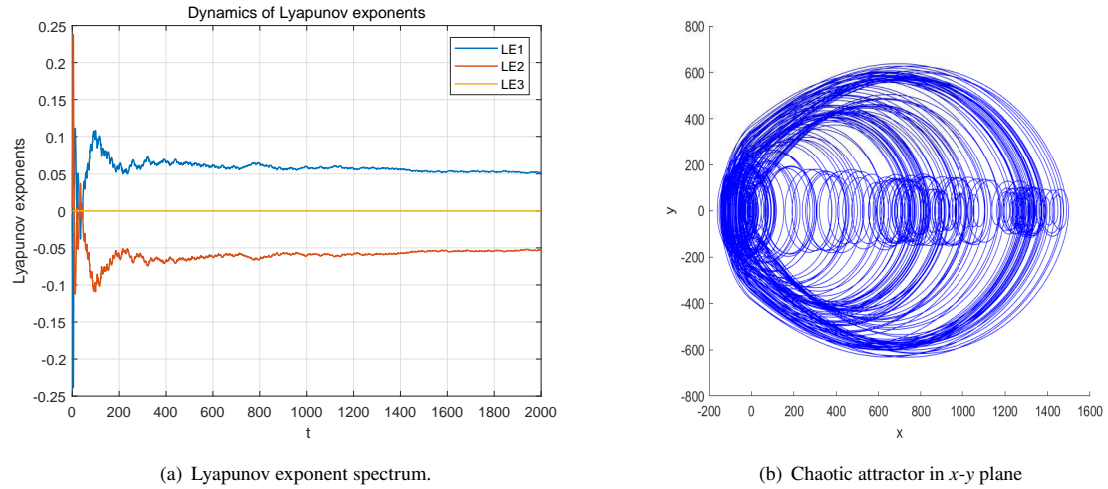 Dynamics of Lyapunov exponents
0.25
0.2
0.15
0.1
0.05
0
-0.05
-0.1
-0.15
-0.2
-0.25
Lyapunov exponents
LE1
LE2
LE3
0 200 400 600 800 1000 1200 1400 1600 1800 2000
t
(a) Lyapunov exponent spectrum.
800
600
400
200
0
-200
-400
-600
-800
y
-200 0 200 400 600 800 1000 1200 1400 1600
x
(b) Chaotic attractor in x-y plane